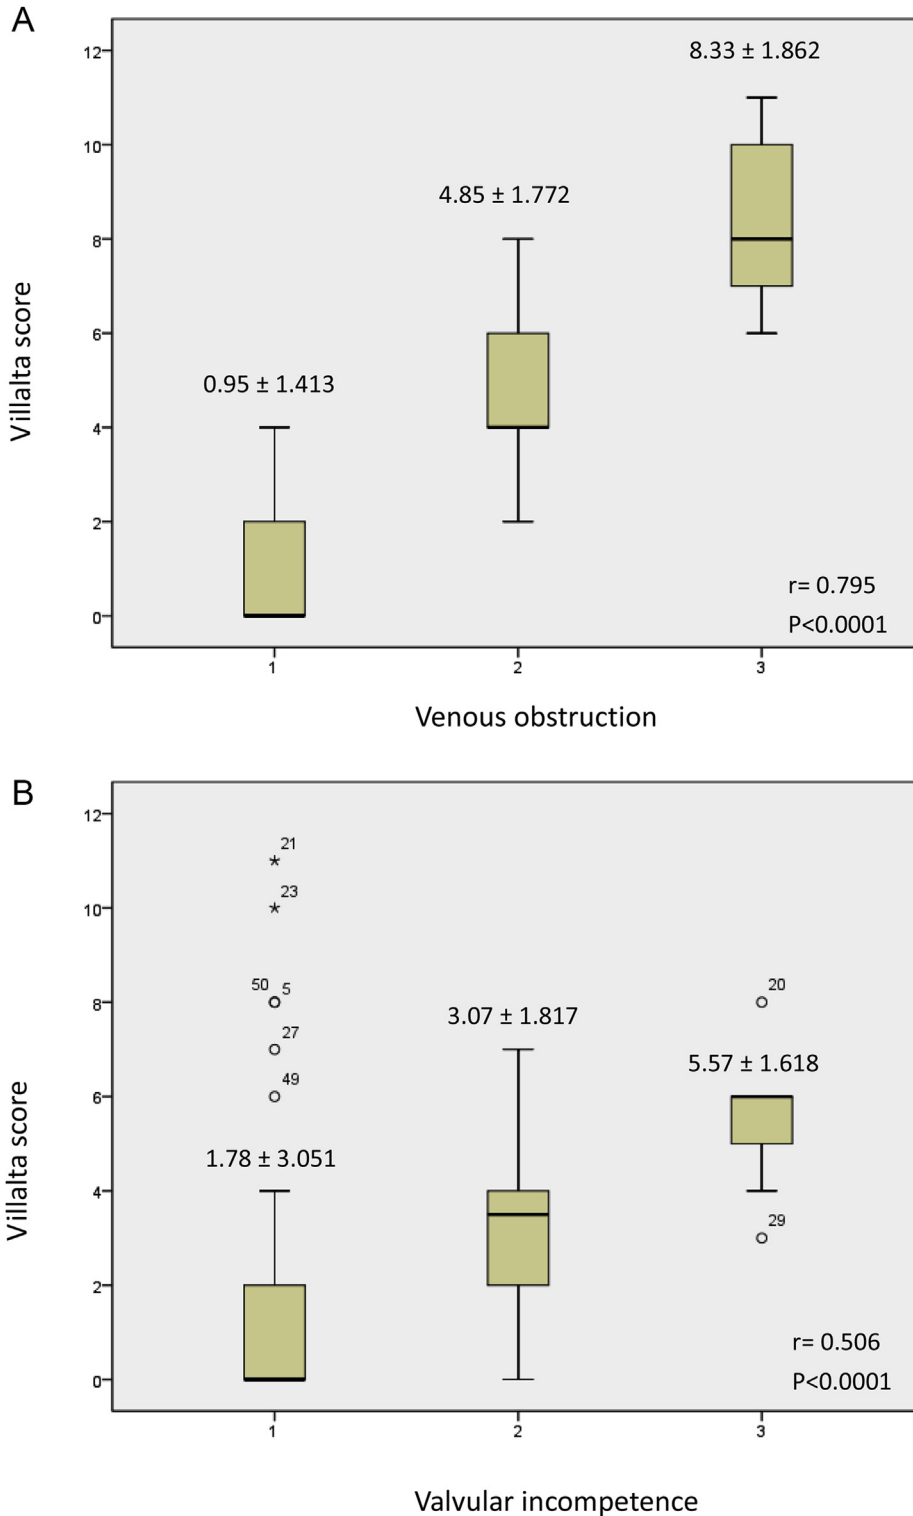 A
12
10
8
6
4
2
0
Villalta score
8.33 ± 1.862
4.85 ± 1.772
0.95 ± 1.413
r= 0.795
P<0.0001
1 2 3
Venous obstruction
B
12
10
8
6
4
2
0
Villalta score
21
23
50 5
27
49
20
3.07 ± 1.817
5.57 ± 1.618
1.78 ± 3.051
29
r= 0.506
P<0.0001
1 2 3
Valvular incompetence